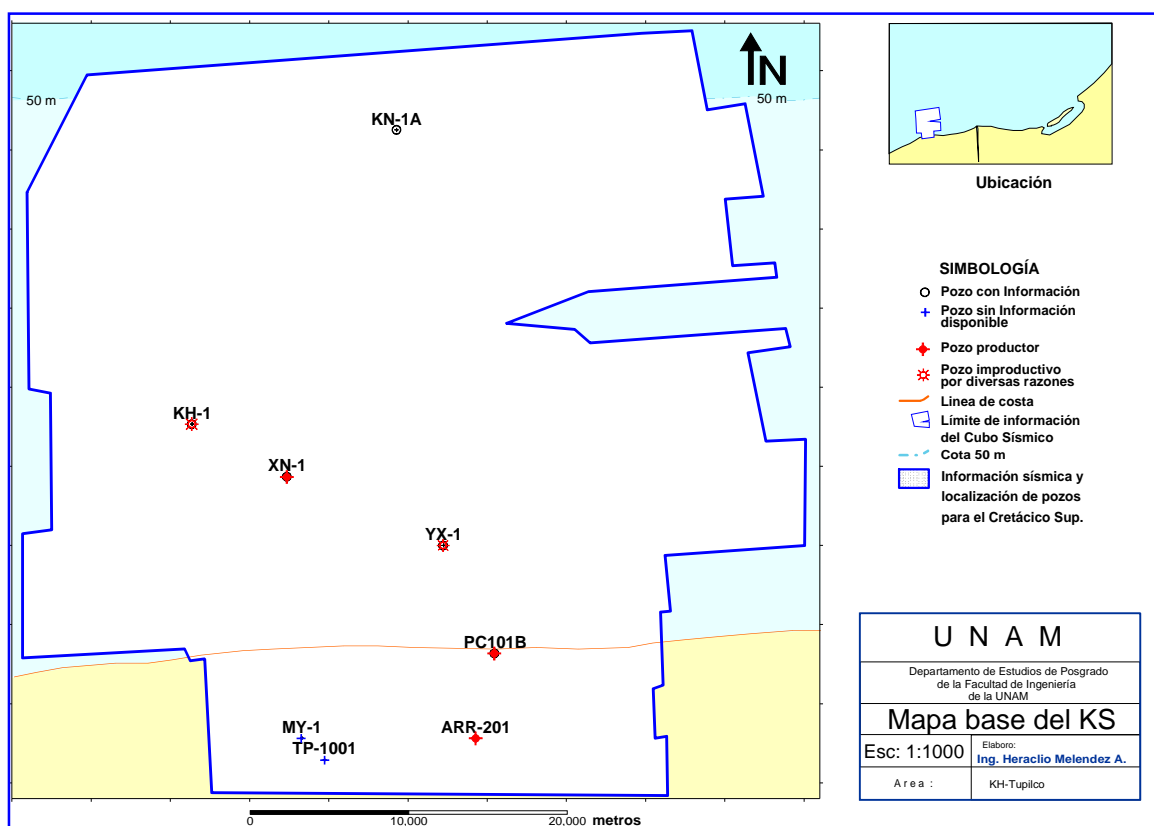 50 m
50 m
N
KN-1A
KH-1
XN-1
YX-1
PC101B
MY-1
TP-1001
ARR-201
0
10,000
20,000
metros
Ubicación
SIMBOLOGÍA
Pozo con Información
Pozo sin Información
disponible
Pozo productor
Pozo improductivo
por diversas razones
Linea de costa
Límite de información
del Cubo Sísmico
Cota 50 m
Información sísmica y
localización de pozos
para el Cretácico Sup.
U N A M
Departamento de Estudios de Posgrado
de la Facultad de Ingeniería
de la UNAM
Mapa base del KS
Esc: 1:1000
Elaboro:
Ing. Heraclio Melendez A.
Area :
KH-Tupilco